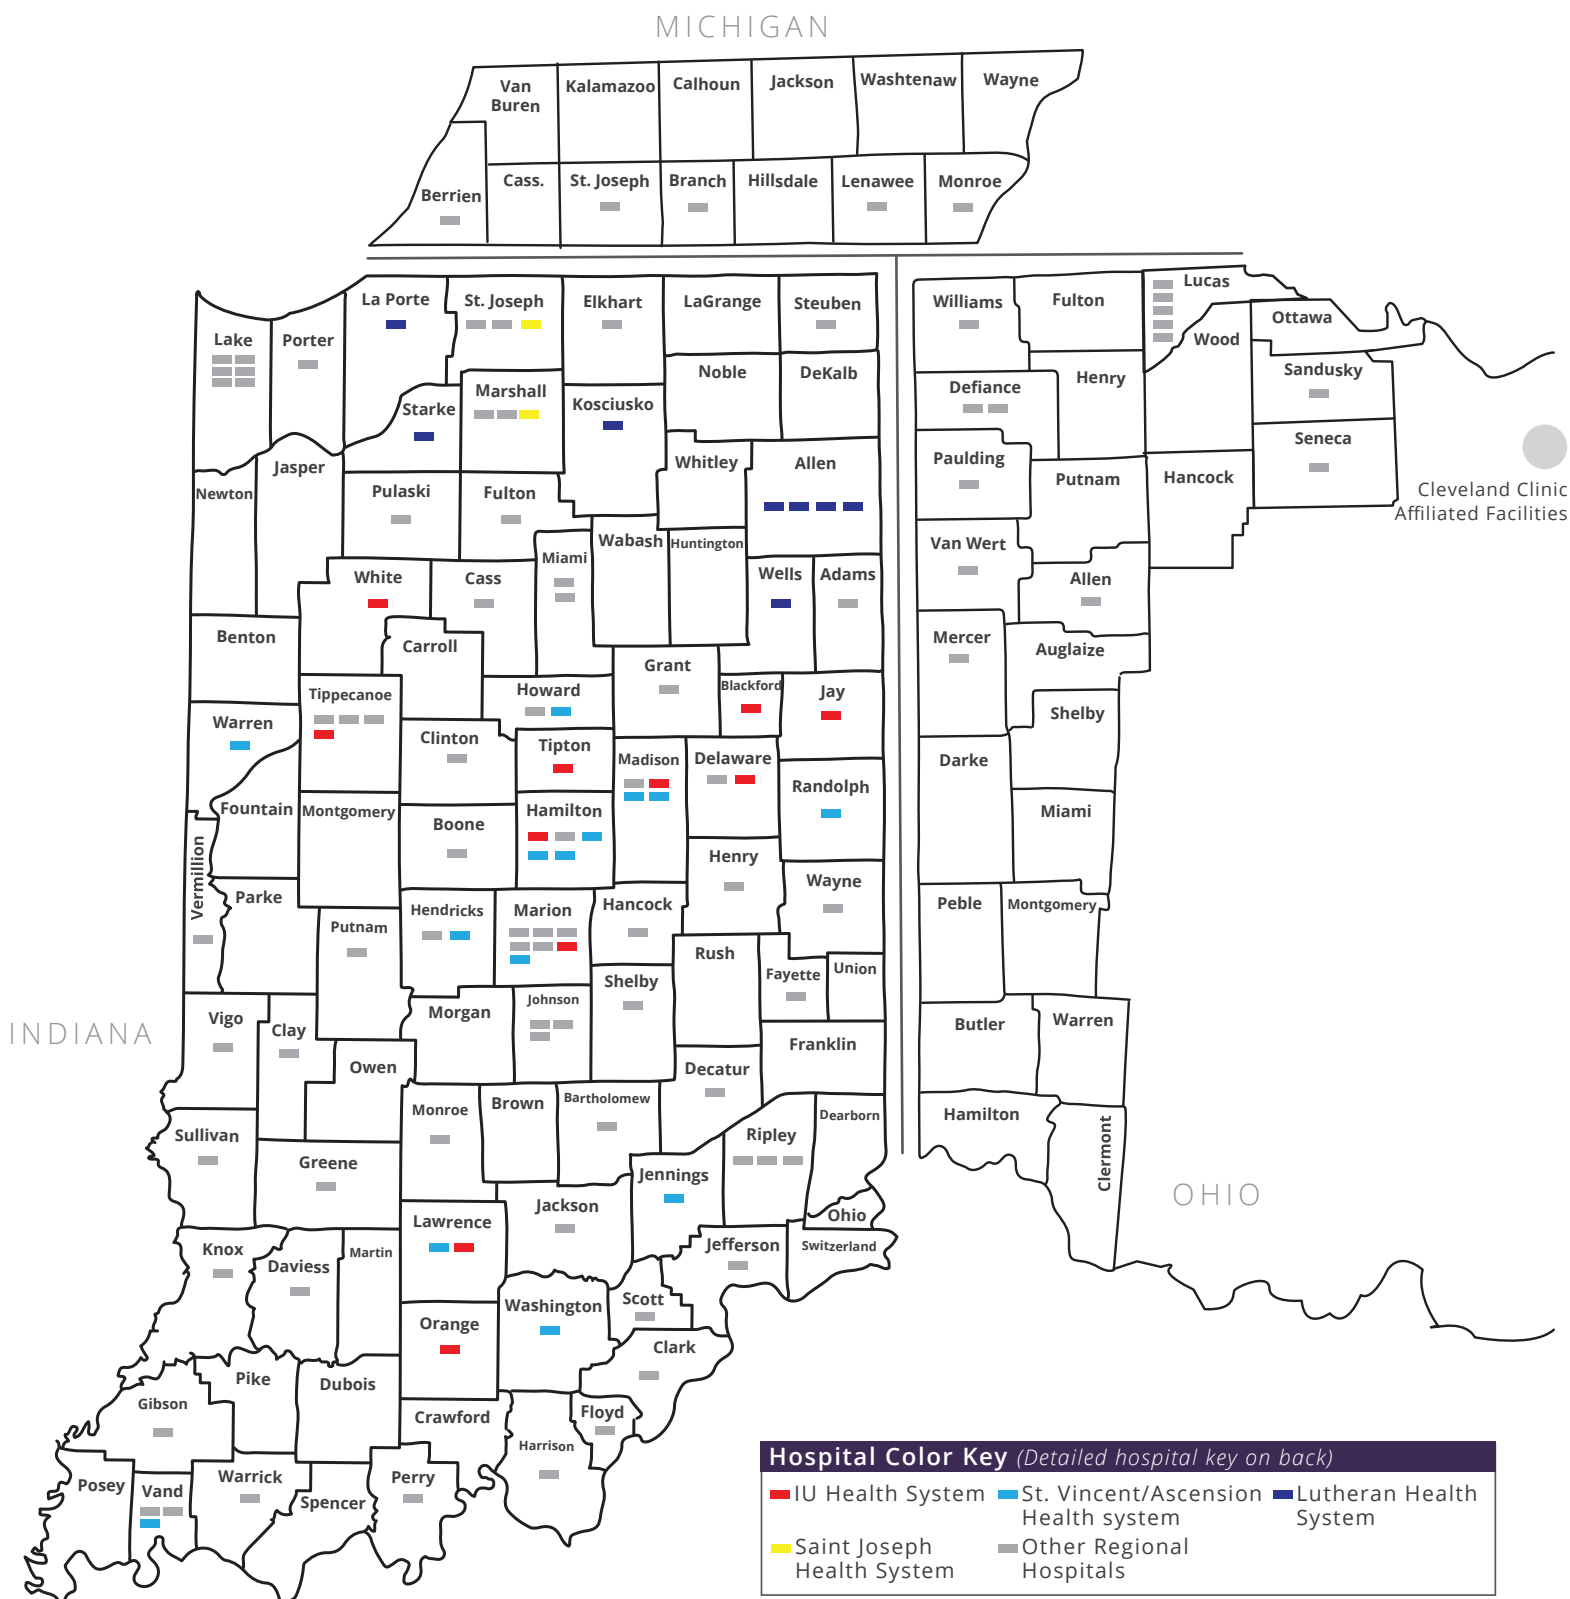 MICHIGAN
Van
Buren
Kalamazoo
Calhoun
Jackson
Washtenaw
Wayne
Berrien
Cass.
St. Joseph
Branch
Hillsdale
Lenawee
Monroe
La Porte
St. Joseph
Elkhart
LaGrange
Steuben
Lake
Porter
Starke
Marshall
Kosciusko
Noble
DeKalb
Newton
Jasper
Pulaski
Fulton
Whitley
Allen
White
Cass
Miami
Wabash
Huntington
Wells
Adams
Benton
Carroll
Howard
Grant
Blackford
Jay
Warren
Tippecanoe
Clinton
Tipton
Madison
Delaware
Randolph
Fountain
Montgomery
Boone
Hamilton
Henry
Wayne
Vermillion
Parke
Putnam
Hendricks
Marion
Hancock
Rush
Fayette
Union
Shelby
INDIANA
Vigo
Clay
Owen
Morgan
Johnson
Decatur
Franklin
Sullivan
Greene
Monroe
Brown
Bartholomew
Jennings
Ripley
Dearborn
Ohio
Switzerland
Knox
Daviess
Martin
Lawrence
Jackson
Jefferson
Scott
Washington
Orange
Clark
Gibson
Pike
Dubois
Crawford
Floyd
Harrison
Posey
Vand
Warrick
Spencer
Perry
Williams
Fulton
Lucas
Wood
Ottawa
Defiance
Henry
Sandusky
Paulding
Putnam
Hancock
Seneca
Cleveland Clinic
Affiliated Facilities
Van Wert
Allen
Mercer
Auglaize
Shelby
Darke
Miami
Peble
Montgomery
Butler
Warren
Hamilton
Clermont
OHIO
Hospital Color Key (Detailed hospital key on back)
IU Health System
St. Vincent/Ascension
Health system
Lutheran Health
System
Saint Joseph
Health System
Other Regional
Hospitals